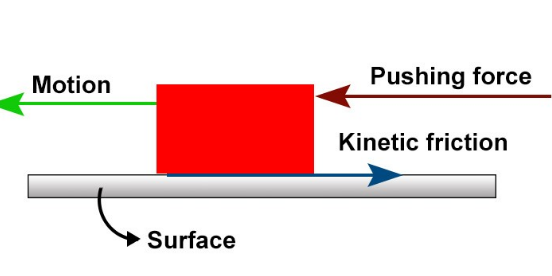 Motion
Pushing force
Kinetic friction
Surface